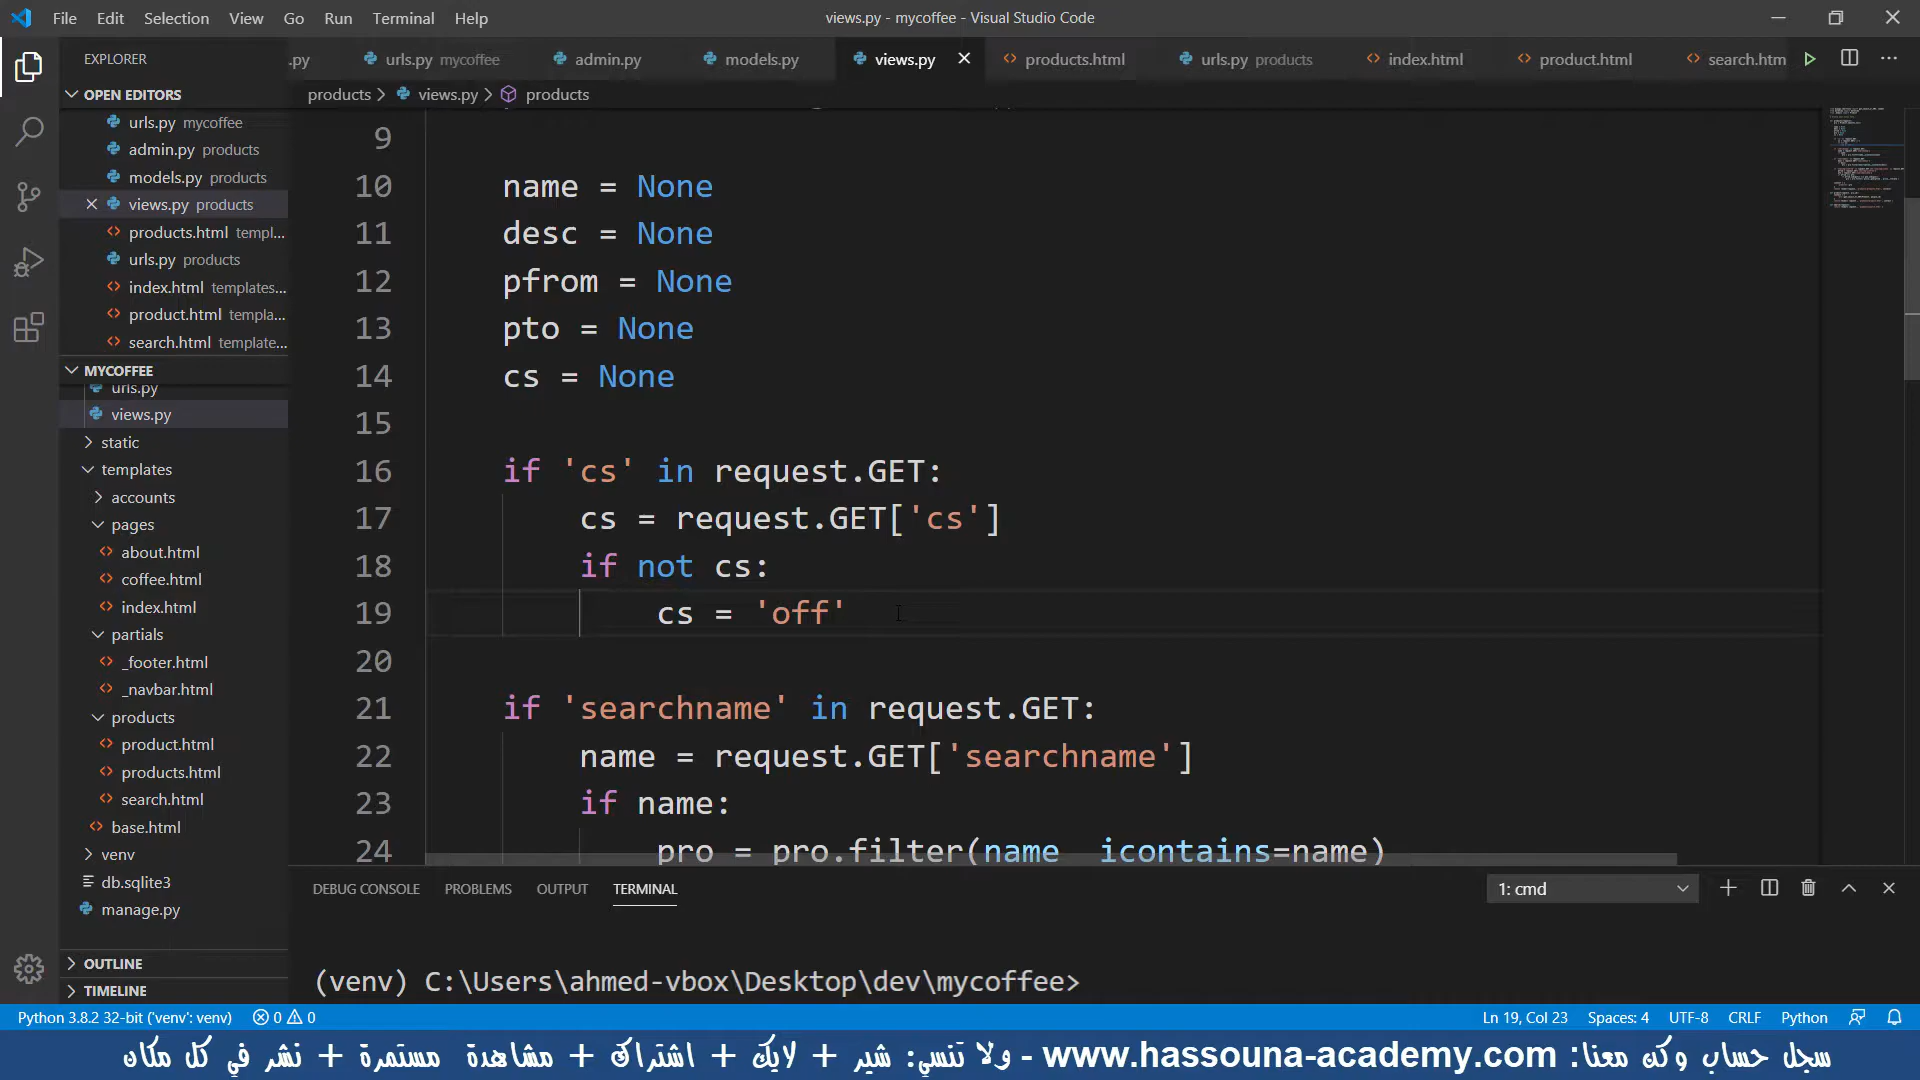 File Edit Selection View Go Run Terminal Help
views.py - mycoffee - Visual Studio Code
EXPLORER
.py urls.py mycoffee admin.py models.py views.py products.html urls.py products index.html product.html search.htm
OPEN EDITORS
products > views.py > products
urls.py mycoffee
admin.py products
models.py products
views.py products
products.html templ...
urls.py products
index.html templates...
product.html templa...
search.html template...
MYCOFFEE
urls.py
views.py
static
templates
accounts
pages
about.html
coffee.html
index.html
partials
_footer.html
_navbar.html
products
product.html
products.html
search.html
base.html
venv
db.sqlite3
manage.py
OUTLINE
TIMELINE
9
10 name = None
11 desc = None
12 pfrom = None
13 pto = None
14 cs = None
15
16 if 'cs' in request.GET:
17 cs = request.GET['cs']
18 if not cs:
19 cs = 'off'
20
21 if 'searchname' in request.GET:
22 name = request.GET['searchname']
23 if name:
24 pro = pro.filter(name__icontains=name)
DEBUG CONSOLE PROBLEMS OUTPUT TERMINAL 1: cmd
(venv) C:\Users\ahmed-vbox\Desktop\dev\mycoffee>
Python 3.8.2 32-bit ('venv': venv) 0 0 Ln 19, Col 23 Spaces: 4 UTF-8 CRLF Python
سجل حساب وكن معنا: www.hassouna-academy.com - ولا تنسي: شير + لايك + اشتراك + مشاهدة مستمرة + نشر في كل مكان